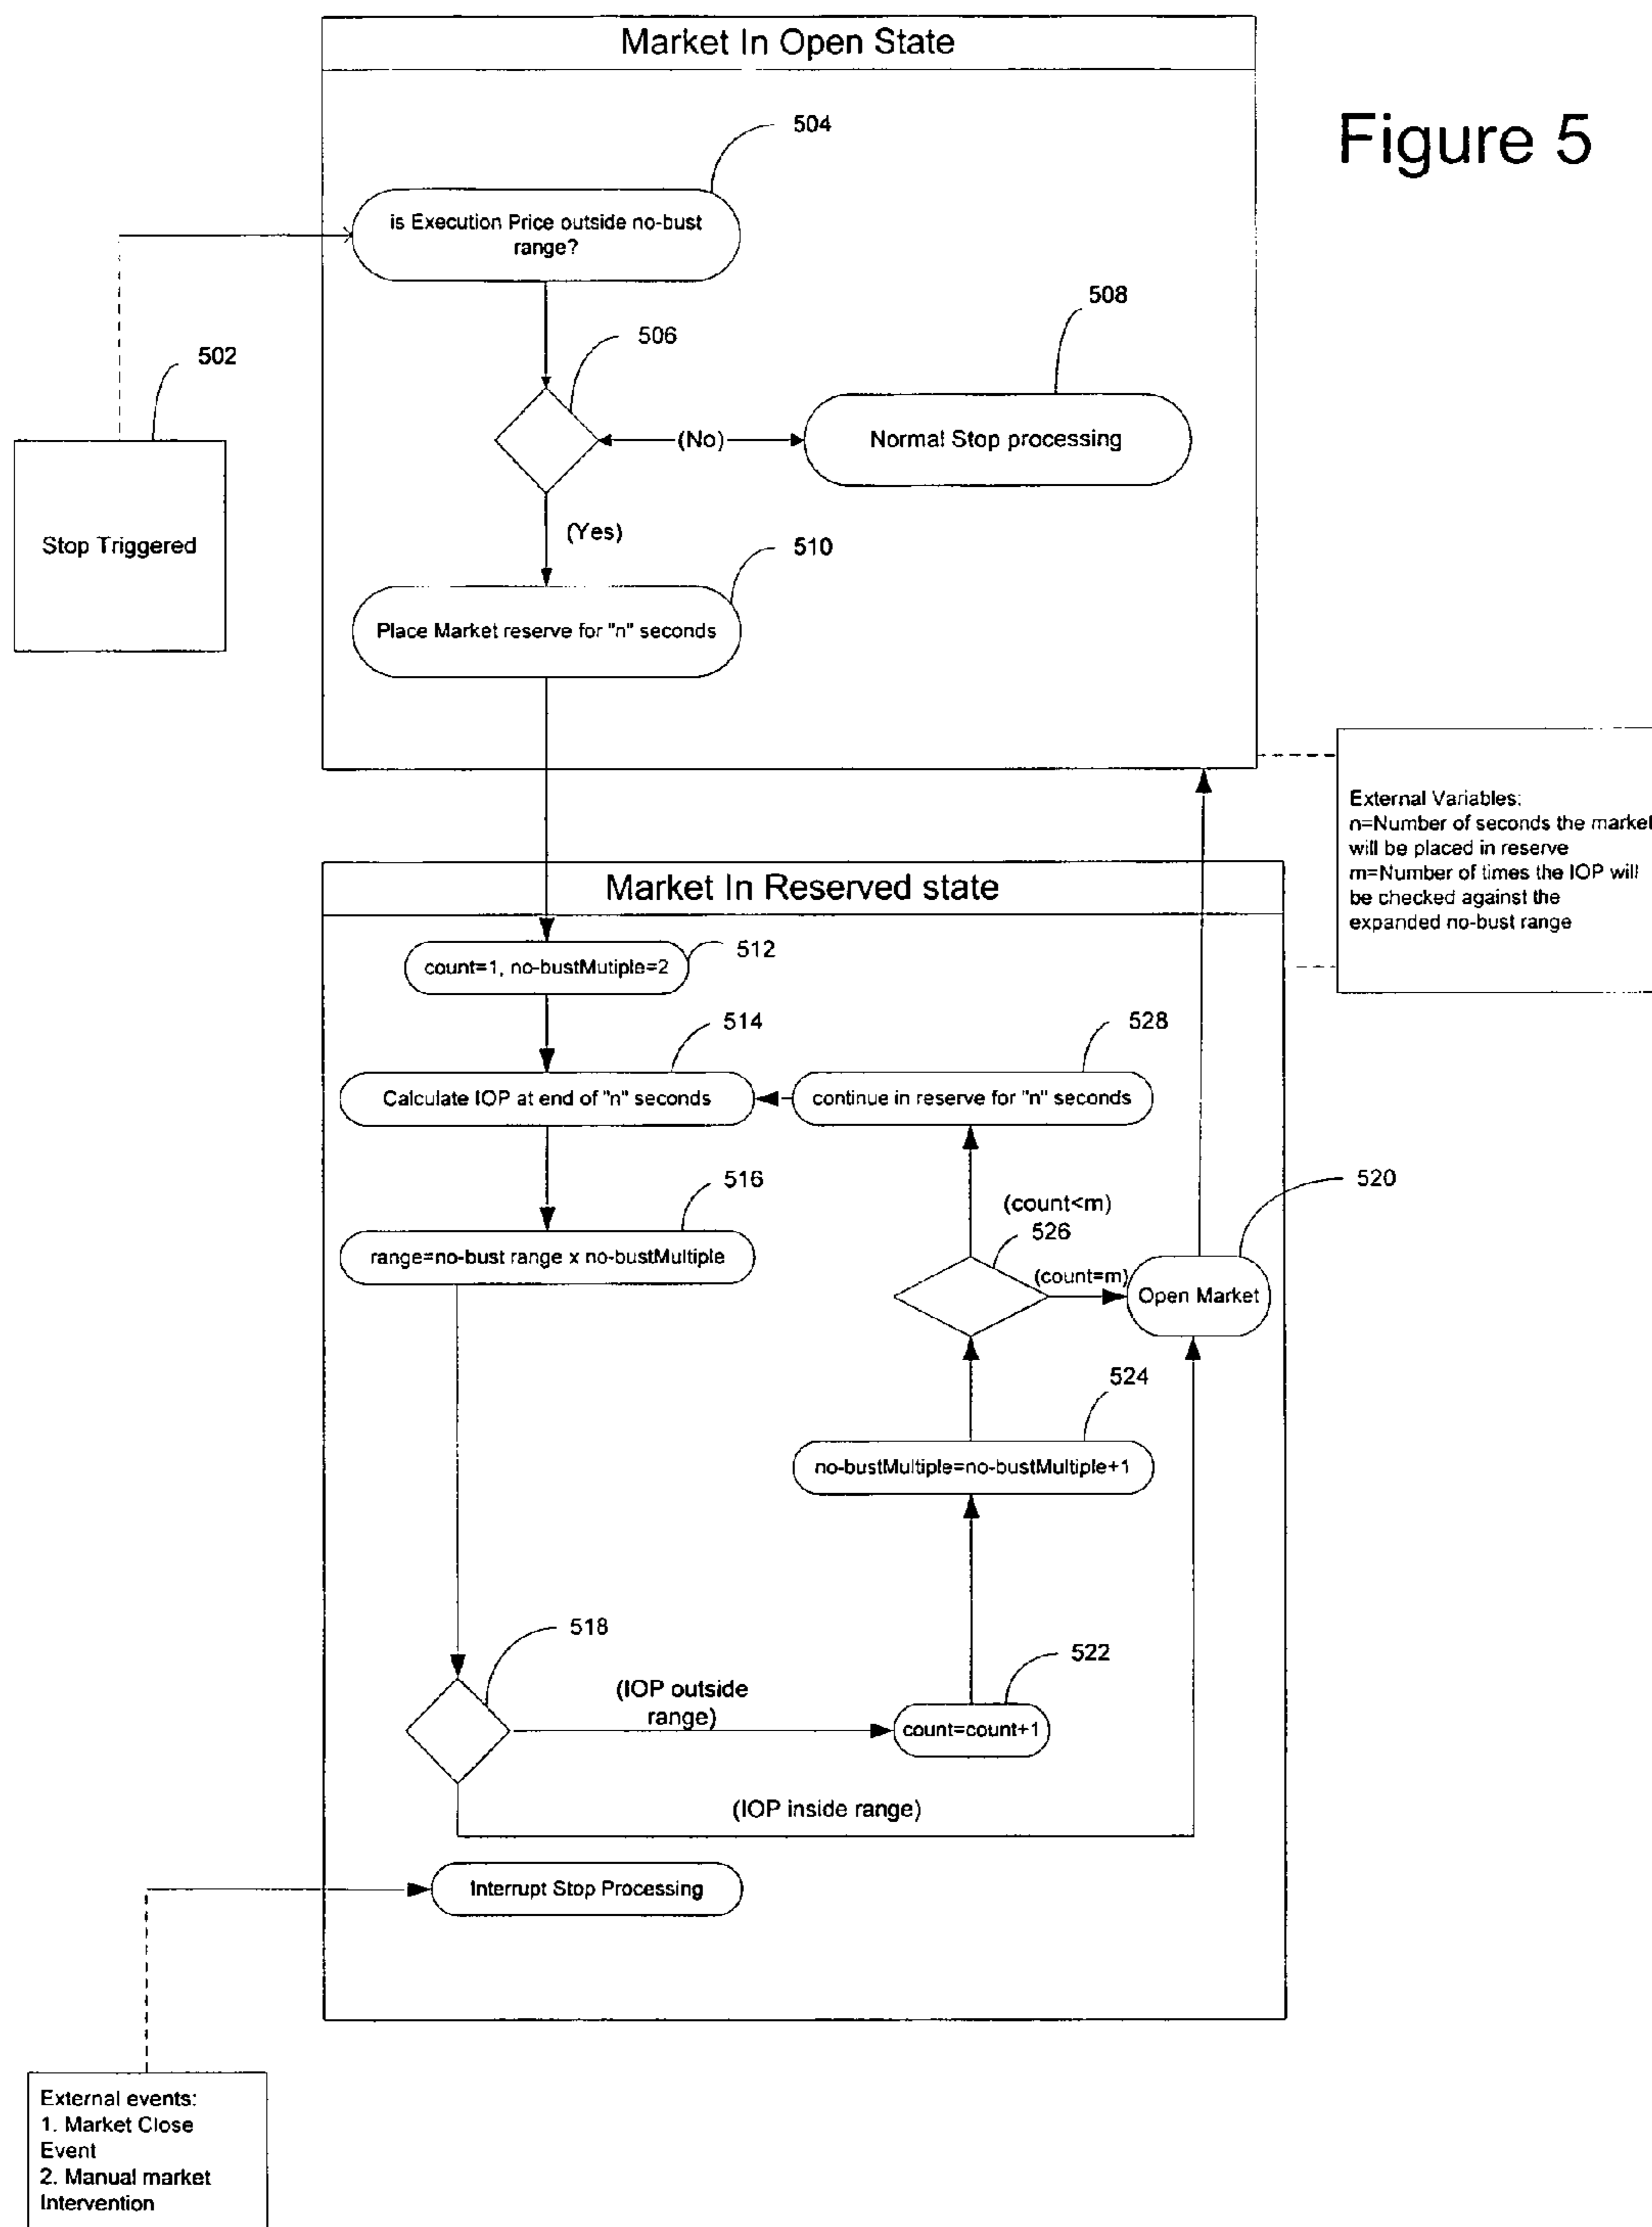 Market In Open State
Figure 5
504
is Execution Price outside no-bust
range?
508
506
502
(No)
Normal Stop processing
(Yes)
Stop Triggered
510
Place Market reserve for "n" seconds
External Variables:
n=Number of seconds the market
will be placed in reserve
m=Number of times the IOP will
be checked against the
expanded no-bust range
Market In Reserved state
512
count=1, no-bustMutiple=2
514
528
Calculate IOP at end of "n" seconds
continue in reserve for "n" seconds
516
520
(count<m)
526
range=no-bust range x no-bustMultiple
(count=m)
Open Market
524
no-bustMultiple=no-bustMultiple+1
518
522
(IOP outside
range)
count=count+1
(IOP inside range)
Interrupt Stop Processing
External events:
1. Market Close
Event
2. Manual market
Intervention